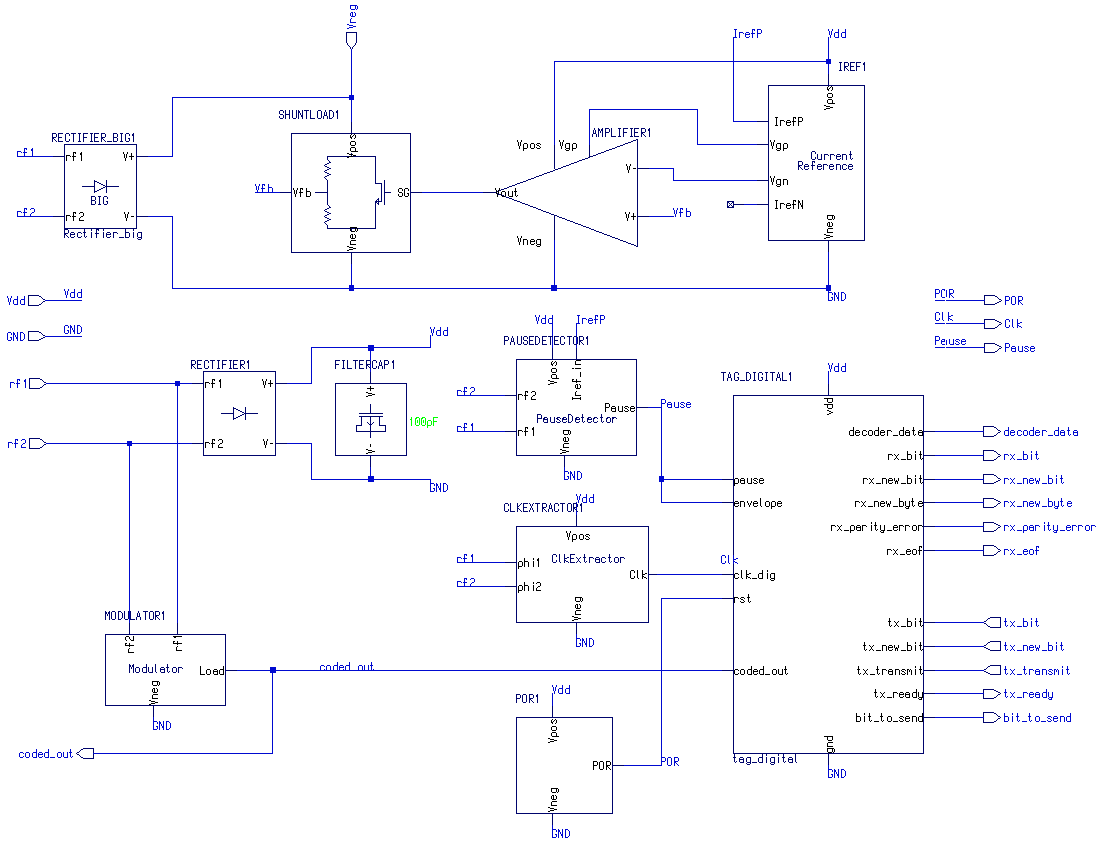 Vreg
IrefP
Vdd
IREF1
SHUNTLOAD1
RECTIFIER_BIG1
rf1
rf1
V+
BIG
rf2
rf2
V-
Rectifier_big
Vpos
Vfb
Vfb
SG
Vneg
AMPLIFIER1
Vpos
Vgp
V-
Vout
V+
Vfb
Vneg
Vpos
IrefP
Vgp
Current
Reference
Vgn
IrefN
Vneg
GND
Vdd
Vdd
GND
GND
POR
POR
Clk
Clk
Pause
Pause
Vdd
RECTIFIER1
FILTERCAP1
rf1
rf1
V+
V+
100pF
rf2
rf2
V-
V-
GND
Vdd
IrefP
PAUSEDETECTOR1
Vpos
Iref_in
rf2
rf2
Pause
Pause
PauseDetector
rf1
rf1
Vneg
GND
Vdd
CLKEXTRACTOR1
Vpos
rf1
phi1
ClkExtractor
Clk
rf2
phi2
Vneg
GND
TAG_DIGITAL1
Vdd
vdd
decoder_data
decoder_data
rx_bit
rx_bit
pause
rx_new_bit
rx_new_bit
envelope
rx_new_byte
rx_new_byte
rx_parity_error
rx_parity_error
rx_eof
rx_eof
Clk
clk_dig
rst
tx_bit
tx_bit
tx_new_bit
tx_new_bit
coded_out
tx_transmit
tx_transmit
tx_ready
tx_ready
bit_to_send
bit_to_send
gnd
tag_digital
GND
MODULATOR1
rf2
rf1
Modulator
Load
coded_out
Vneg
GND
coded_out
POR1
Vdd
Vpos
POR
POR
Vneg
GND